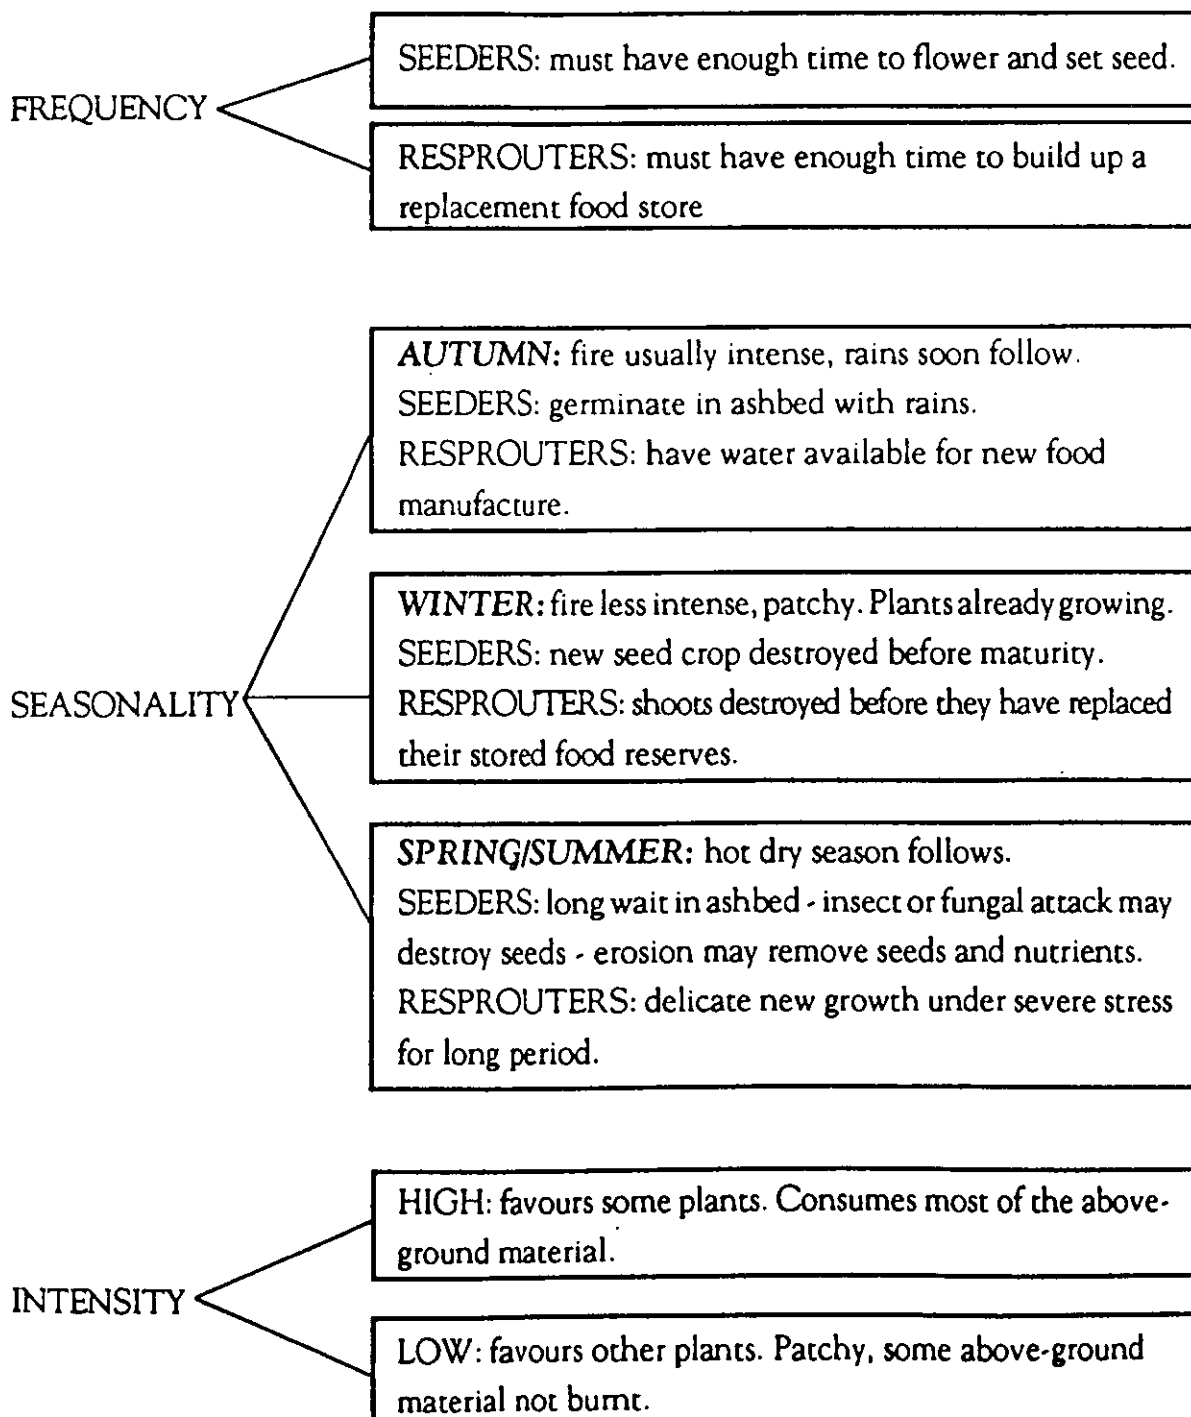 FREQUENCY
SEEDERS: must have enough time to flower and set seed.
RESPROUTERS: must have enough time to build up a
replacement food store
SEASONALITY
AUTUMN: fire usually intense, rains soon follow.
SEEDERS: germinate in ashbed with rains.
RESPROUTERS: have water available for new food
manufacture.
WINTER: fire less intense, patchy. Plants already growing.
SEEDERS: new seed crop destroyed before maturity.
RESPROUTERS: shoots destroyed before they have replaced
their stored food reserves.
SPRING/SUMMER: hot dry season follows.
SEEDERS: long wait in ashbed - insect or fungal attack may
destroy seeds - erosion may remove seeds and nutrients.
RESPROUTERS: delicate new growth under severe stress
for long period.
INTENSITY
HIGH: favours some plants. Consumes most of the above-
ground material.
LOW: favours other plants. Patchy, some above-ground
material not burnt.